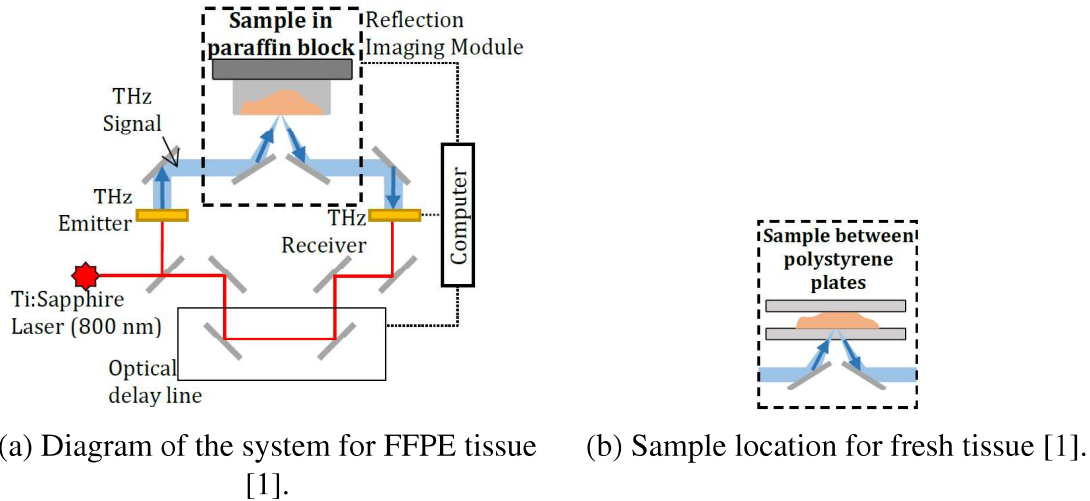 Sample in
paraffin block
Reflection
Imaging Module
THz
Signal
THz
Emitter
THz
Receiver
Computer
Ti:Sapphire
Laser (800 nm)
Optical
delay line
(a) Diagram of the system for FFPE tissue
[1].
Sample between
polystyrene
plates
(b) Sample location for fresh tissue [1].